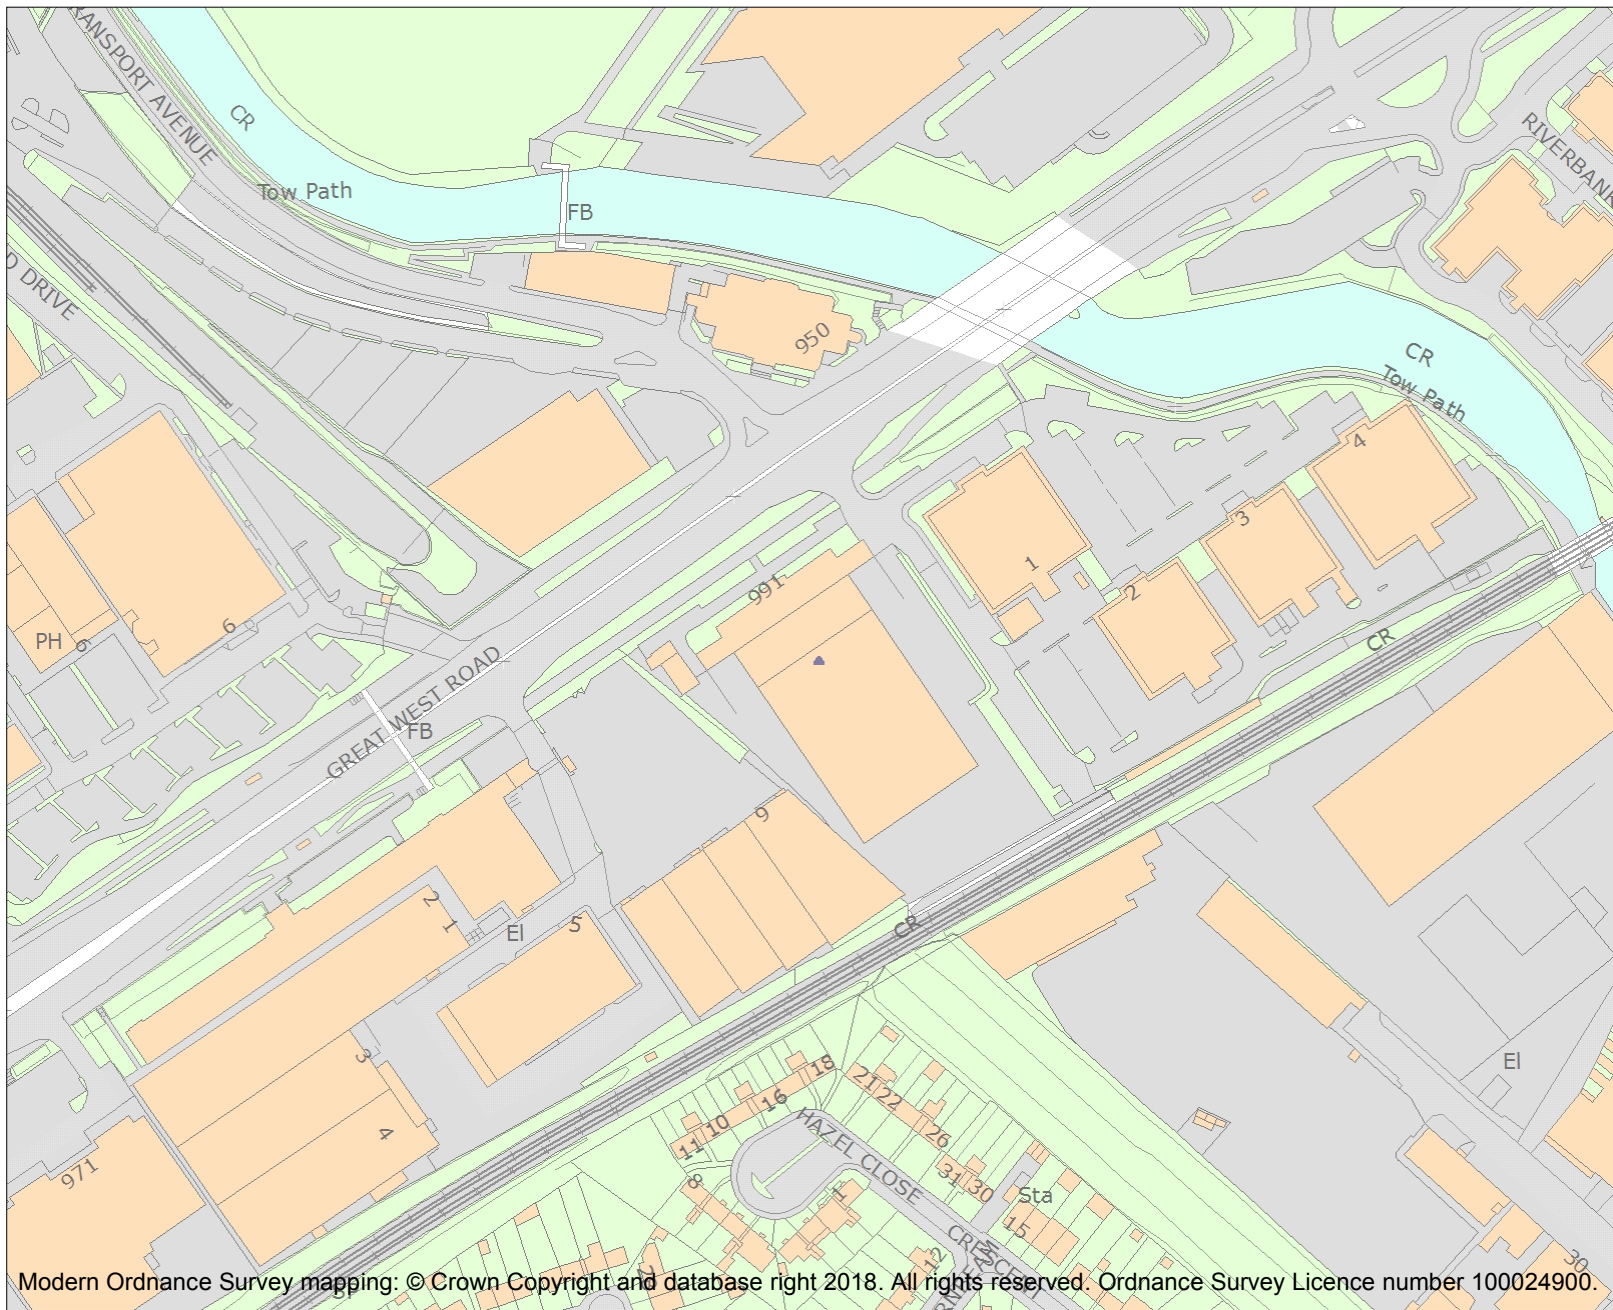 RANSPORT AVENUE
CR
Tow Path
FB
RIVERBANK
D DRIVE
950
CR
Tow Path
4
3
1
2
991
6
PH
6
GREAT WEST ROAD
FB
CR
9
2
1
El
5
CR
3
4
971
18
16
10
11
8
21
22
26
31
30
HAZEL CLOSE
1
Sta
15
El
12
30
Modern Ordnance Survey mapping: © Crown Copyright and database right 2018. All rights reserved. Ordnance Survey Licence number 100024900.